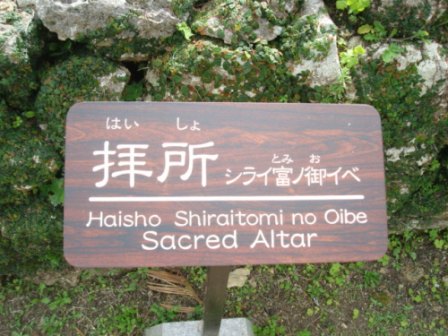 はい しょ
拝所 シライ富ノ御イベ
とみ お
Haisho Shiraitomi no Oibe
Sacred Altar